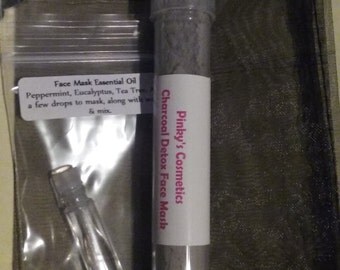 Face Mask Essential Oil
Peppermint, Eucalyptus, Tea Tree,
a few drops to mask, along with
& mix.
Pinky's Cosmetics
Charcoal Detox Face Mask